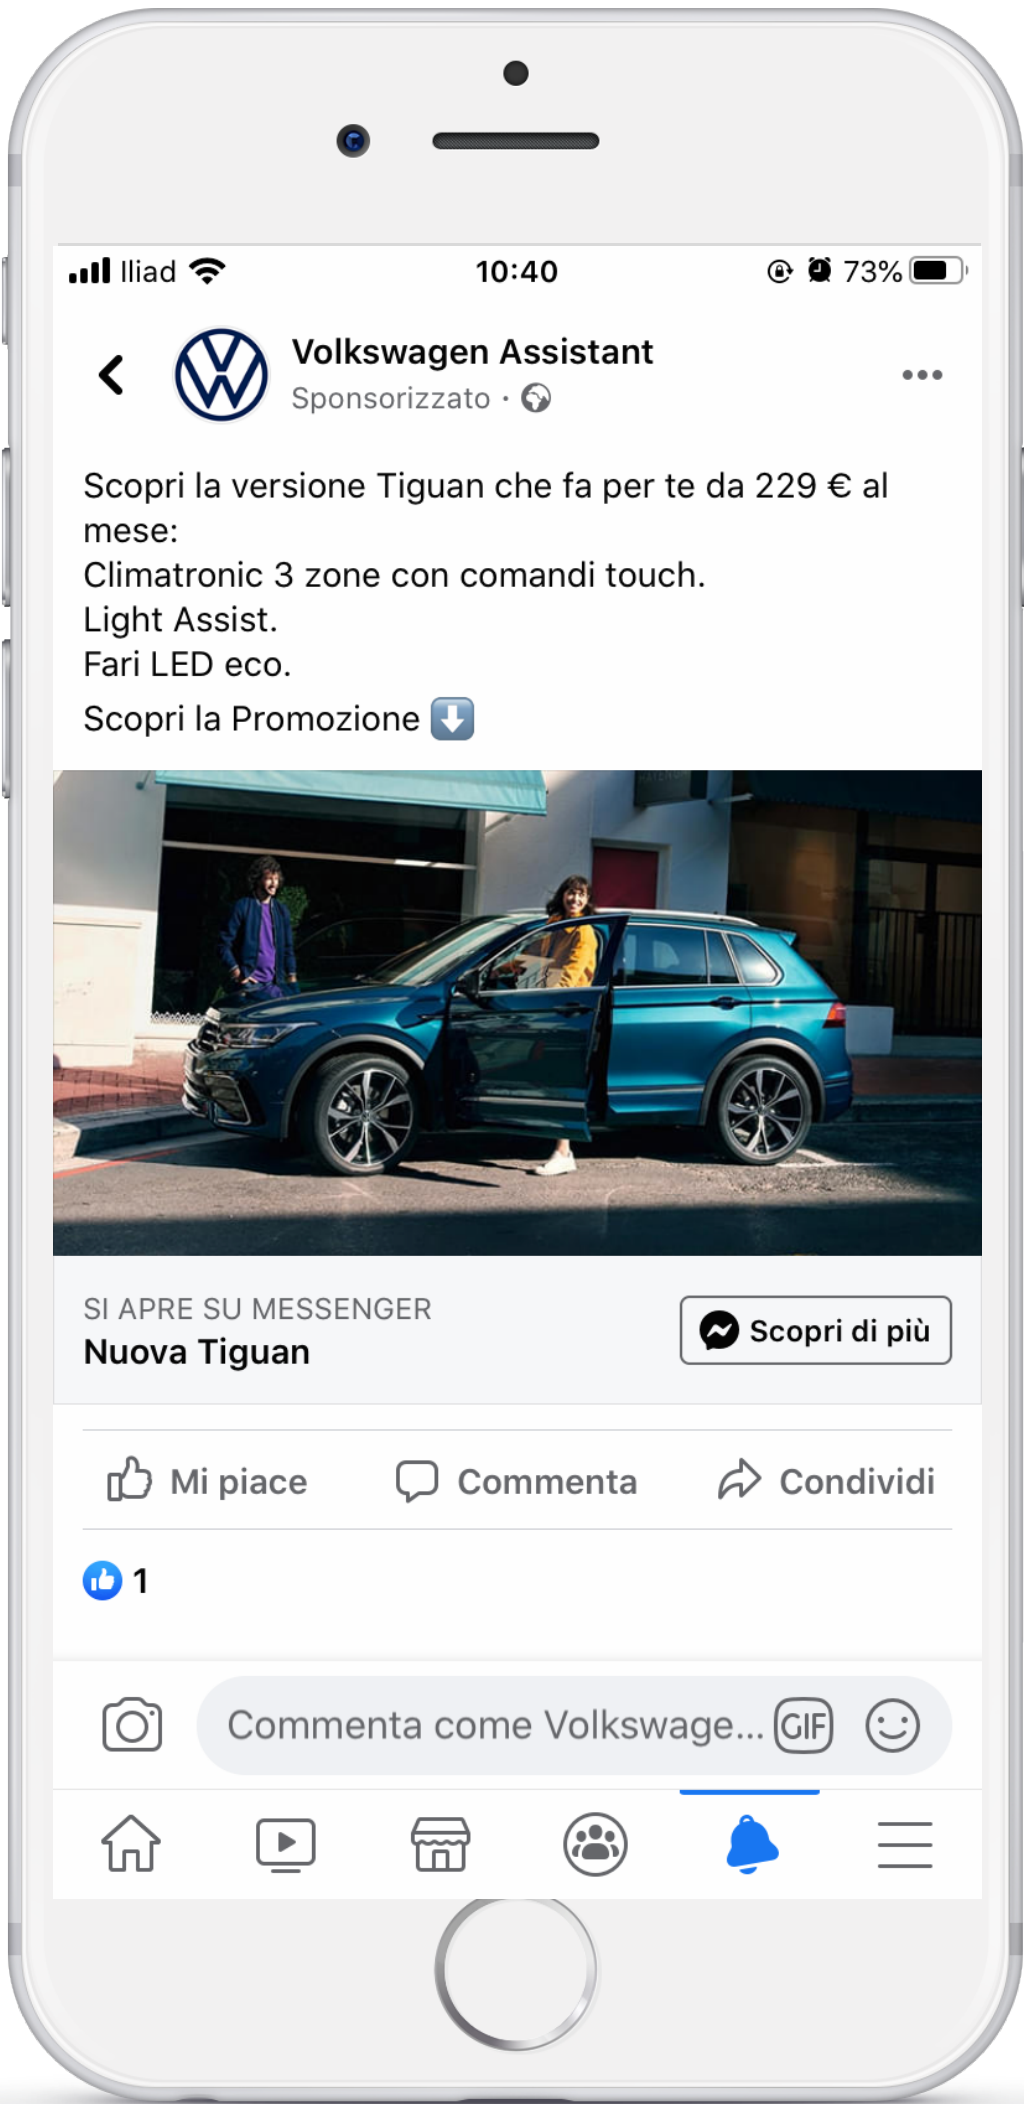 Iliad 10:40 73%
Volkswagen Assistant
Sponsorizzato ·
Scopri la versione Tiguan che fa per te da 229 € al
mese:
Climatronic 3 zone con comandi touch.
Light Assist.
Fari LED eco.
Scopri la Promozione ⬇️
SI APRE SU MESSENGER
Nuova Tiguan
Scopri di più
Mi piace Commenta Condividi
1
Commenta come Volkswage... GIF